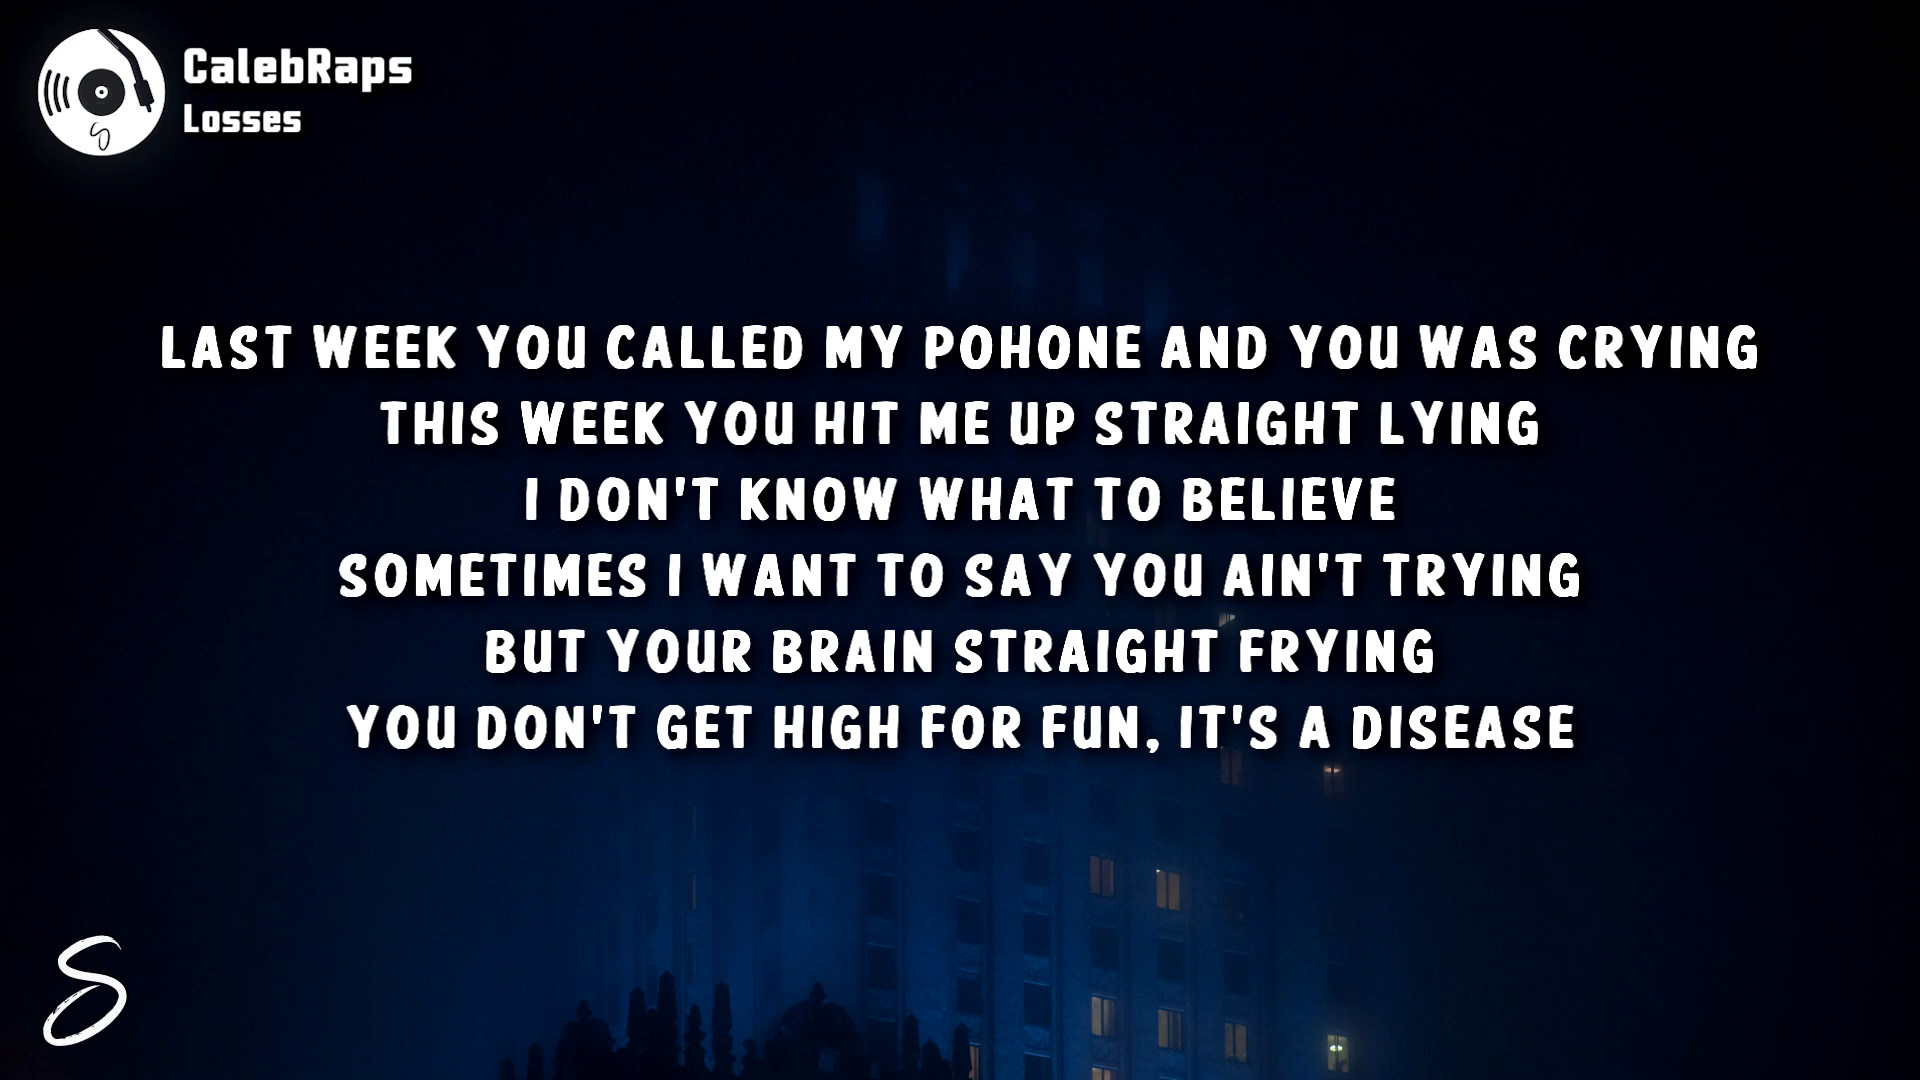 CalebRaps
Losses
LAST WEEK YOU CALLED MY POHONE AND YOU WAS CRYING
THIS WEEK YOU HIT ME UP STRAIGHT LYING
I DON'T KNOW WHAT TO BELIEVE
SOMETIMES I WANT TO SAY YOU AIN'T TRYING
BUT YOUR BRAIN STRAIGHT FRYING
YOU DON'T GET HIGH FOR FUN, IT'S A DISEASE
S